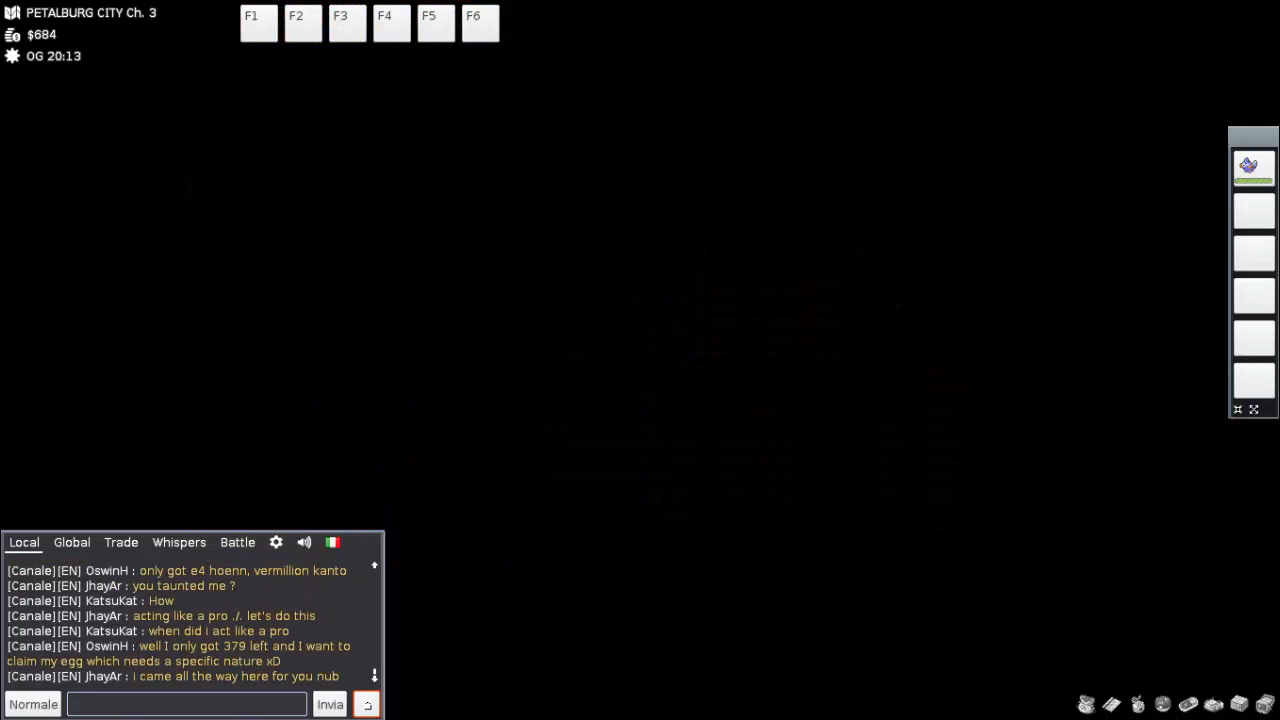 PETALBURG CITY Ch. 3
$684
OG 20:13
F1 F2 F3 F4 F5 F6
Local Global Trade Whispers Battle
[Canale][EN] OswinH : only got e4 hoenn, vermillion kanto
[Canale][EN] JhayAr : you taunted me ?
[Canale][EN] KatsuKat : How
[Canale][EN] JhayAr : acting like a pro ./. let's do this
[Canale][EN] KatsuKat : when did i act like a pro
[Canale][EN] OswinH : well I only got 379 left and I want to
claim my egg which needs a specific nature xD
[Canale][EN] JhayAr : i came all the way here for you nub
Normale Invia